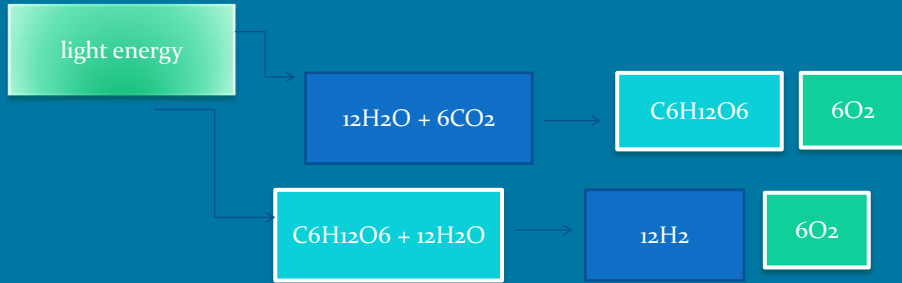 light energy
12H2O + 6CO2
C6H12O6
6O2
C6H12O6 + 12H2O
12H2
6O2